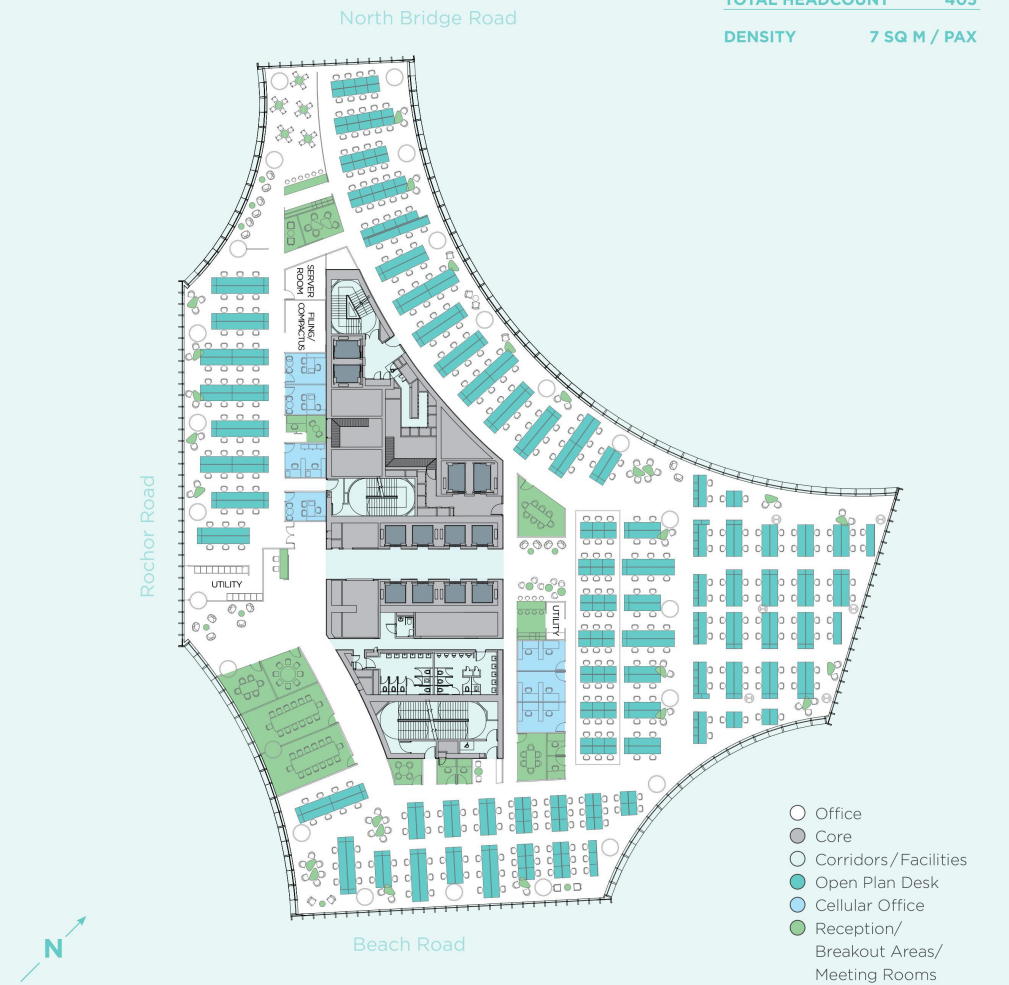 TOTAL HEADCOUNT 405
DENSITY 7 SQ M / PAX
North Bridge Road
SERVER
ROOM
FILING/
COMPACTUS
Rochor Road
UTILITY
UTILITY
Office
Core
Corridors / Facilities
Open Plan Desk
Cellular Office
Reception/
Breakout Areas/
Meeting Rooms
N
Beach Road